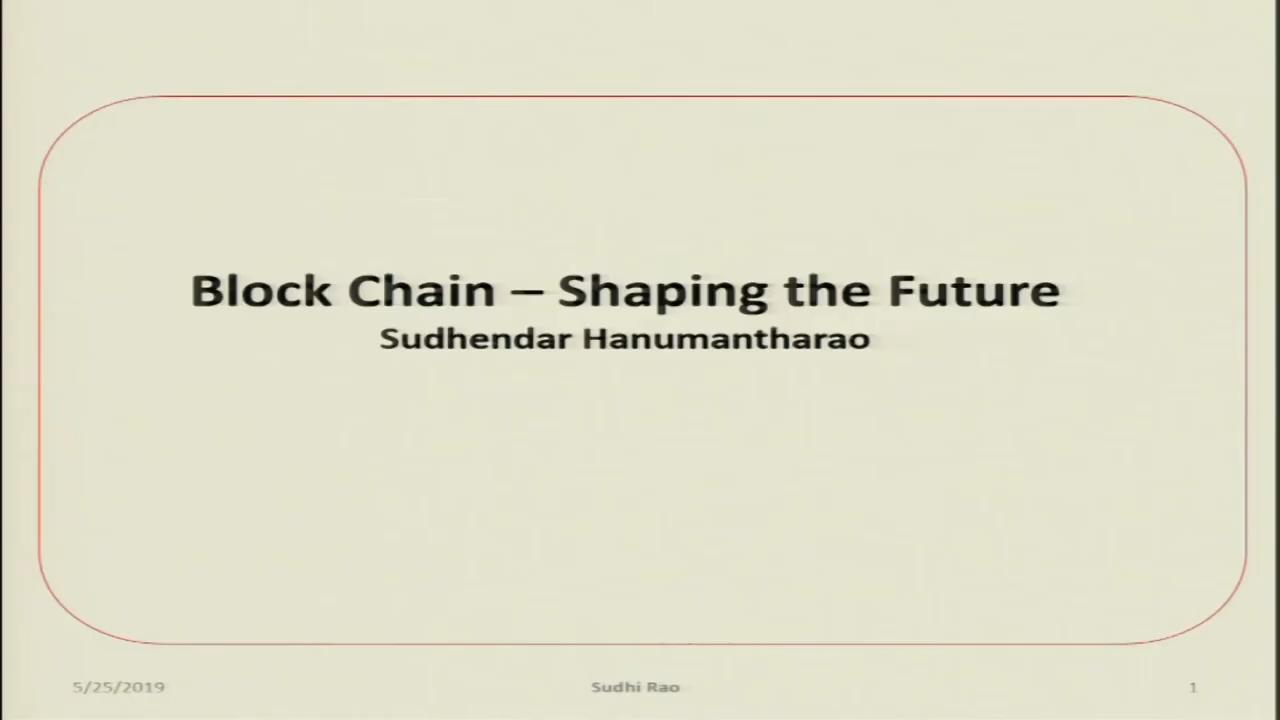 Block Chain – Shaping the Future
Sudhendar Hanumantharao
5/25/2019
Sudhi Rao
1